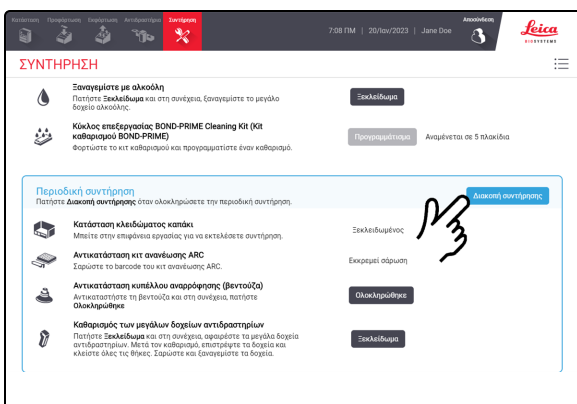 Κατάσταση Προφόρτωση Εκφόρτωση Αντιδραστήρια Συντήρηση
7:08 ΠΜ | 20/Ιαν/2023 | Jane Doe
Αποσύνδεση
Leica
BIOSYSTEMS
ΣΥΝΤΗΡΗΣΗ
Ξαναγεμίστε με αλκοόλη
Πατήστε Ξεκλείδωμα και στη συνέχεια, ξαναγεμίστε το μεγάλο
δοχείο αλκοόλης.
Ξεκλείδωμα
Κύκλος επεξεργασίας BOND-PRIME Cleaning Kit (Kit
καθαρισμού BOND-PRIME)
Φορτώστε το κιτ καθαρισμού και προγραμματίστε έναν καθαρισμό.
Προγραμμάτισμα Αναμένεται σε 5 πλακίδια
Περιοδική συντήρηση
Πατήστε Διακοπή συντήρησης όταν ολοκληρώσετε την περιοδική συντήρηση.
Διακοπή συντήρησης
Κατάσταση κλειδώματος καπάκι
Μπείτε στην επιφάνεια εργασίας για να εκτελέσετε συντήρηση.
Ξεκλειδωμένος
Αντικατάσταση κιτ ανανέωσης ARC
Σαρώστε το barcode του κιτ ανανέωσης ARC.
Εκκρεμεί σάρωση
Αντικατάσταση κυπέλλου αναρρόφησης (βεντούζα)
Αντικαταστήστε τη βεντούζα και στη συνέχεια, πατήστε
Ολοκληρώθηκε
Ολοκληρώθηκε
Καθαρισμός των μεγάλων δοχείων αντιδραστηρίων
Πατήστε Ξεκλείδωμα και στη συνέχεια, αφαιρέστε τα μεγάλα δοχεία
αντιδραστηρίων. Μετά τον καθαρισμό, επιστρέψτε τα δοχεία και
κλείστε όλες τις θήκες. Σαρώστε και ξαναγεμίστε τα δοχεία.
Ξεκλείδωμα